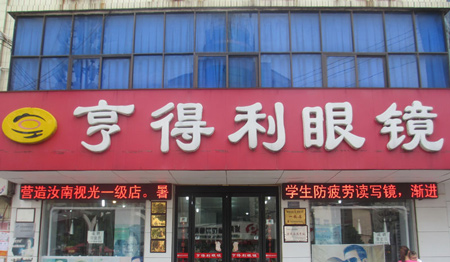 亨得利眼镜
营造汝南视光一级店。暑
学生防疲劳读写镜，渐进